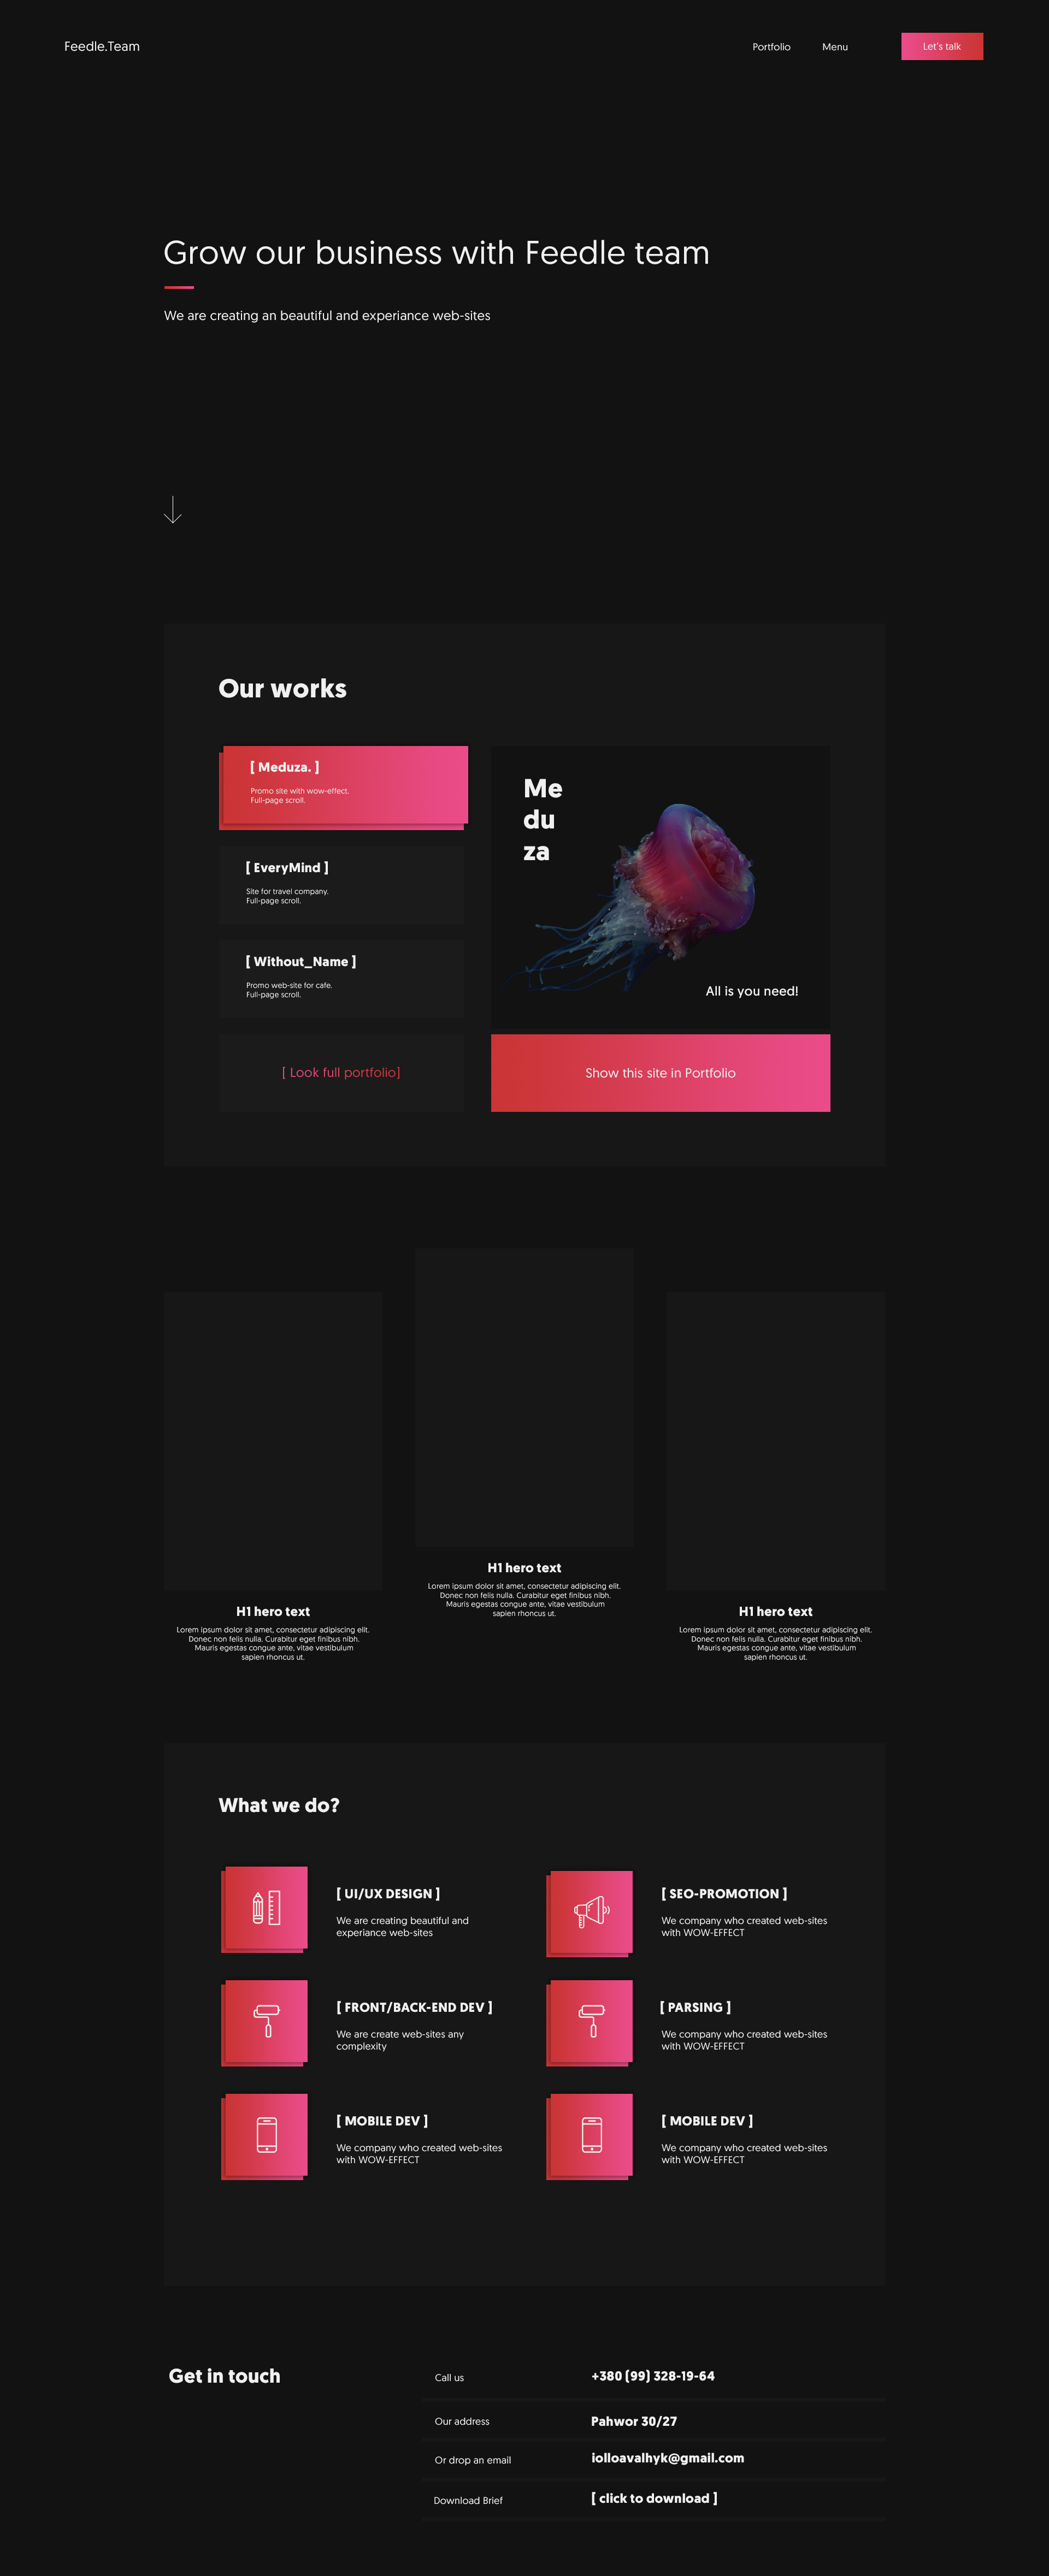 Feedle.Team
Portfolio
Menu
Let's talk
Grow our business with Feedle team
We are creating an beautiful and experiance web-sites
Our works
[ Meduza. ]
Promo site with wow-effect.
Full-page scroll.
[ EveryMind ]
Site for travel company.
Full-page scroll.
[ Without_Name ]
Promo web-site for cafe.
Full-page scroll.
[ Look full portfolio]
Me
du
za
All is you need!
Show this site in Portfolio
H1 hero text
Lorem ipsum dolor sit amet, consectetur adipiscing elit.
Donec non felis nulla. Curabitur eget finibus nibh.
Mauris egestas congue ante, vitae vestibulum
sapien rhoncus ut.
H1 hero text
Lorem ipsum dolor sit amet, consectetur adipiscing elit.
Donec non felis nulla. Curabitur eget finibus nibh.
Mauris egestas congue ante, vitae vestibulum
sapien rhoncus ut.
H1 hero text
Lorem ipsum dolor sit amet, consectetur adipiscing elit.
Donec non felis nulla. Curabitur eget finibus nibh.
Mauris egestas congue ante, vitae vestibulum
sapien rhoncus ut.
What we do?
[ UI/UX DESIGN ]
We are creating beautiful and
experiance web-sites
[ SEO-PROMOTION ]
We company who created web-sites
with WOW-EFFECT
[ FRONT/BACK-END DEV ]
We are create web-sites any
complexity
[ PARSING ]
We company who created web-sites
with WOW-EFFECT
[ MOBILE DEV ]
We company who created web-sites
with WOW-EFFECT
[ MOBILE DEV ]
We company who created web-sites
with WOW-EFFECT
Get in touch
Call us
+380 (99) 328-19-64
Our address
Pahwor 30/27
Or drop an email
iolloavalhyk@gmail.com
Download Brief
[ click to download ]